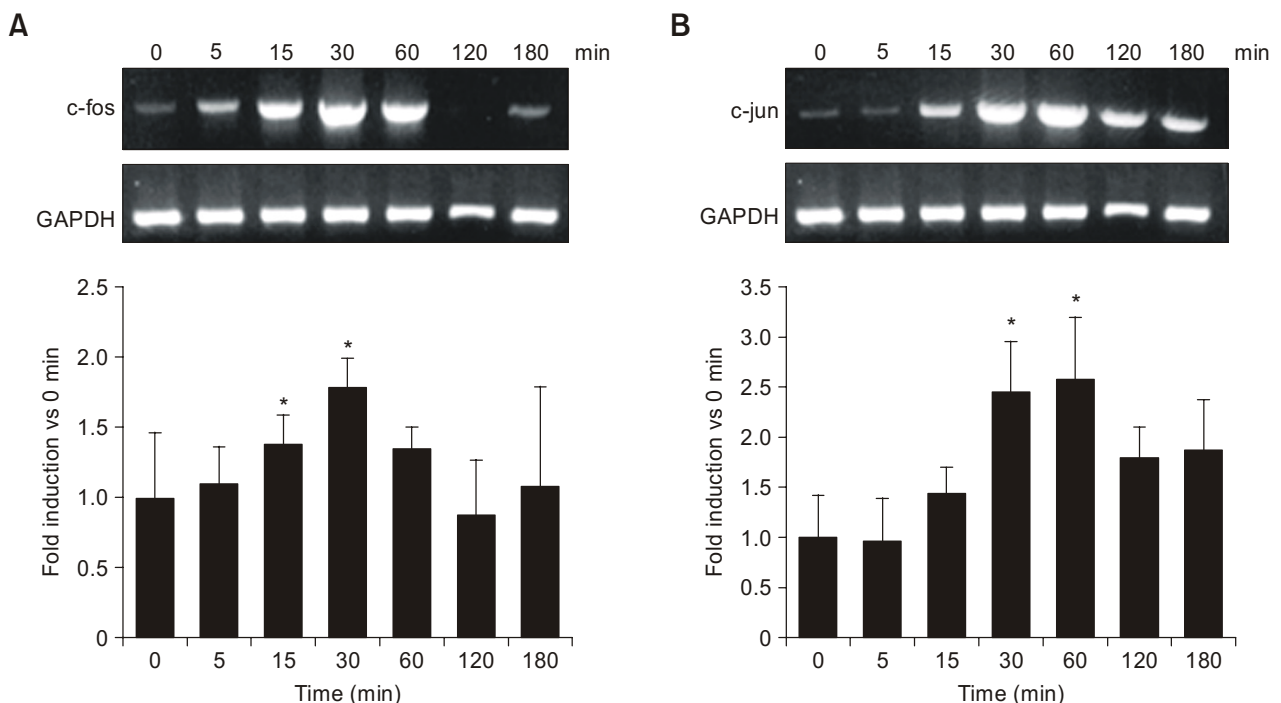 A
0 5 15 30 60 120 180 min
c-fos
GAPDH
2.5
2.0
1.5
1.0
0.5
0
Fold induction vs 0 min
*
*
0 5 15 30 60 120 180
Time (min)
B
0 5 15 30 60 120 180 min
c-jun
GAPDH
3.5
3.0
2.5
2.0
1.5
1.0
0.5
0
Fold induction vs 0 min
*
*
0 5 15 30 60 120 180
Time (min)